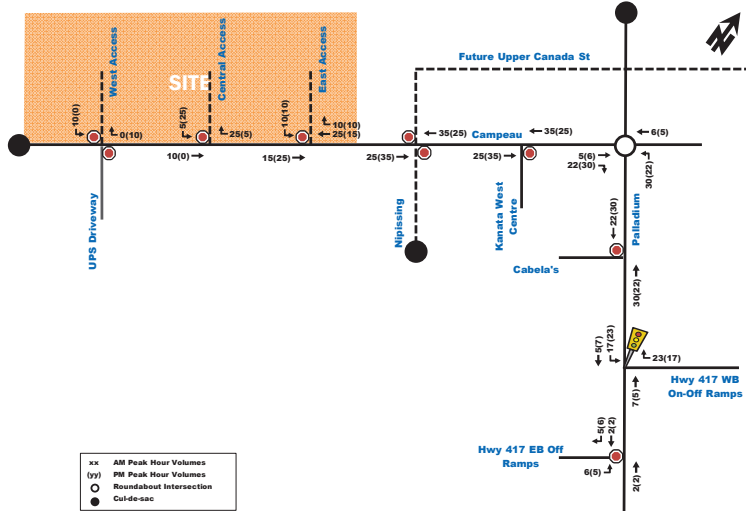 Future Upper Canada St
West Access
Central Access
East Access
SITE
10(0)
0(10)
5(25)
25(5)
10(10)
10(10)
25(15)
35(25)
Campeau
35(25)
6(5)
10(0)
15(25)
25(35)
25(35)
5(6)
22(30)
30(22)
UPS Driveway
Nipissing
Kanata West
Centre
22(30)
Palladium
Cabela's
30(22)
5(7)
17(23)
23(17)
Hwy 417 WB
On-Off Ramps
7(5)
5(6)
2(2)
Hwy 417 EB Off
Ramps
6(5)
2(2)
xx AM Peak Hour Volumes
(yy) PM Peak Hour Volumes
Roundabout Intersection
Cul-de-sac